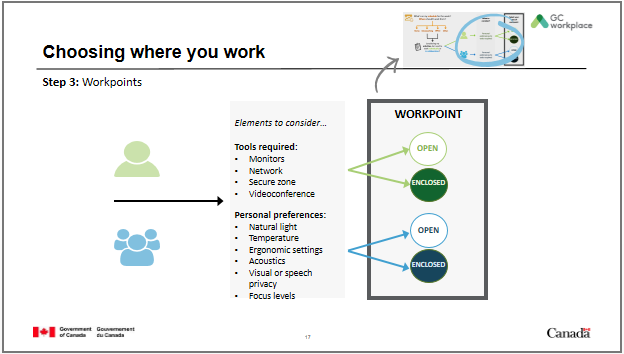 Choosing where you work
GC
workplace
Step 3: Workpoints
Elements to consider...
Tools required:
• Monitors
• Network
• Secure zone
• Videoconference
Personal preferences:
• Natural light
• Temperature
• Ergonomic settings
• Acoustics
• Visual or speech
privacy
• Focus levels
WORKPOINT
OPEN
ENCLOSED
OPEN
ENCLOSED
Government
of Canada
Gouvernement
du Canada
17
Canada